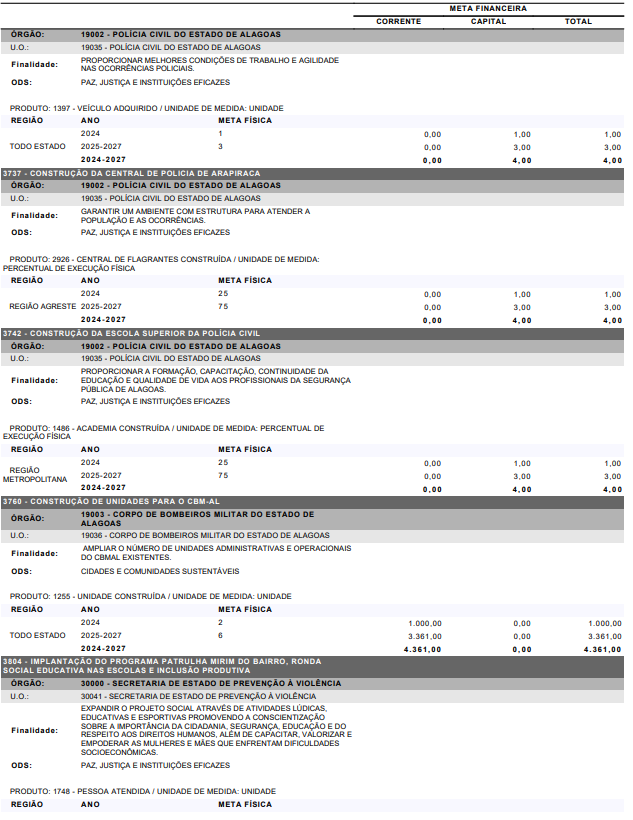 META FINANCEIRA
CORRENTE CAPITAL TOTAL
ÓRGÃO: 19002 - POLÍCIA CIVIL DO ESTADO DE ALAGOAS
U.O.: 19035 - POLÍCIA CIVIL DO ESTADO DE ALAGOAS
Finalidade: PROPORCIONAR MELHORES CONDIÇÕES DE TRABALHO E AGILIDADE
NAS OCORRÊNCIAS POLICIAIS.
ODS: PAZ, JUSTIÇA E INSTITUIÇÕES EFICAZES
PRODUTO: 1397 - VEÍCULO ADQUIRIDO / UNIDADE DE MEDIDA: UNIDADE
REGIÃO ANO META FÍSICA
2024 1 0,00 1,00 1,00
TODO ESTADO 2025-2027 3 0,00 3,00 3,00
2024-2027 0,00 4,00 4,00
3737 - CONSTRUÇÃO DA CENTRAL DE POLICIA DE ARAPIRACA
ÓRGÃO: 19002 - POLÍCIA CIVIL DO ESTADO DE ALAGOAS
U.O.: 19035 - POLÍCIA CIVIL DO ESTADO DE ALAGOAS
Finalidade: GARANTIR UM AMBIENTE COM ESTRUTURA PARA ATENDER A
POPULAÇÃO E AS OCORRÊNCIAS.
ODS: PAZ, JUSTIÇA E INSTITUIÇÕES EFICAZES
PRODUTO: 2926 - CENTRAL DE FLAGRANTES CONSTRUÍDA / UNIDADE DE MEDIDA:
PERCENTUAL DE EXECUÇÃO FÍSICA
REGIÃO ANO META FÍSICA
2024 25 0,00 1,00 1,00
REGIÃO AGRESTE 2025-2027 75 0,00 3,00 3,00
2024-2027 0,00 4,00 4,00
3742 - CONSTRUÇÃO DA ESCOLA SUPERIOR DA POLÍCIA CIVIL
ÓRGÃO: 19002 - POLÍCIA CIVIL DO ESTADO DE ALAGOAS
U.O.: 19035 - POLÍCIA CIVIL DO ESTADO DE ALAGOAS
Finalidade: PROPORCIONAR A FORMAÇÃO, CAPACITAÇÃO, CONTINUIDADE DA
EDUCAÇÃO E QUALIDADE DE VIDA AOS PROFISSIONAIS DA SEGURANÇA
PÚBLICA DE ALAGOAS.
ODS: PAZ, JUSTIÇA E INSTITUIÇÕES EFICAZES
PRODUTO: 1486 - ACADEMIA CONSTRUÍDA / UNIDADE DE MEDIDA: PERCENTUAL DE
EXECUÇÃO FÍSICA
REGIÃO ANO META FÍSICA
2024 25 0,00 1,00 1,00
REGIÃO METROPOLITANA 2025-2027 75 0,00 3,00 3,00
2024-2027 0,00 4,00 4,00
3760 - CONSTRUÇÃO DE UNIDADES PARA O CBM-AL
ÓRGÃO: 19003 - CORPO DE BOMBEIROS MILITAR DO ESTADO DE
ALAGOAS
U.O.: 19036 - CORPO DE BOMBEIROS MILITAR DO ESTADO DE ALAGOAS
Finalidade: AMPLIAR O NÚMERO DE UNIDADES ADMINISTRATIVAS E OPERACIONAIS
DO CBMAL EXISTENTES.
ODS: CIDADES E COMUNIDADES SUSTENTÁVEIS
PRODUTO: 1255 - UNIDADE CONSTRUÍDA / UNIDADE DE MEDIDA: UNIDADE
REGIÃO ANO META FÍSICA
2024 2 1.000,00 0,00 1.000,00
TODO ESTADO 2025-2027 6 3.361,00 0,00 3.361,00
2024-2027 4.361,00 0,00 4.361,00
3804 - IMPLANTAÇÃO DO PROGRAMA PATRULHA MIRIM DO BAIRRO, RONDA
SOCIAL EDUCATIVA NAS ESCOLAS E INCLUSÃO PRODUTIVA
ÓRGÃO: 30000 - SECRETARIA DE ESTADO DE PREVENÇÃO À VIOLÊNCIA
U.O.: 30041 - SECRETARIA DE ESTADO DE PREVENÇÃO À VIOLÊNCIA
Finalidade: EXPANDIR O PROJETO SOCIAL ATRAVÉS DE ATIVIDADES LÚDICAS,
EDUCATIVAS E ESPORTIVAS PROMOVENDO A CONSCIENTIZAÇÃO
SOBRE A IMPORTÂNCIA DA CIDADANIA, SEGURANÇA, EDUCAÇÃO E DO
RESPEITO AOS DIREITOS HUMANOS, ALÉM DE CAPACITAR, VALORIZAR E
EMPODERAR AS MULHERES E MÃES QUE ENFRENTAM DIFICULDADES
SOCIOECONÔMICAS.
ODS: PAZ, JUSTIÇA E INSTITUIÇÕES EFICAZES
PRODUTO: 1748 - PESSOA ATENDIDA / UNIDADE DE MEDIDA: UNIDADE
REGIÃO ANO META FÍSICA